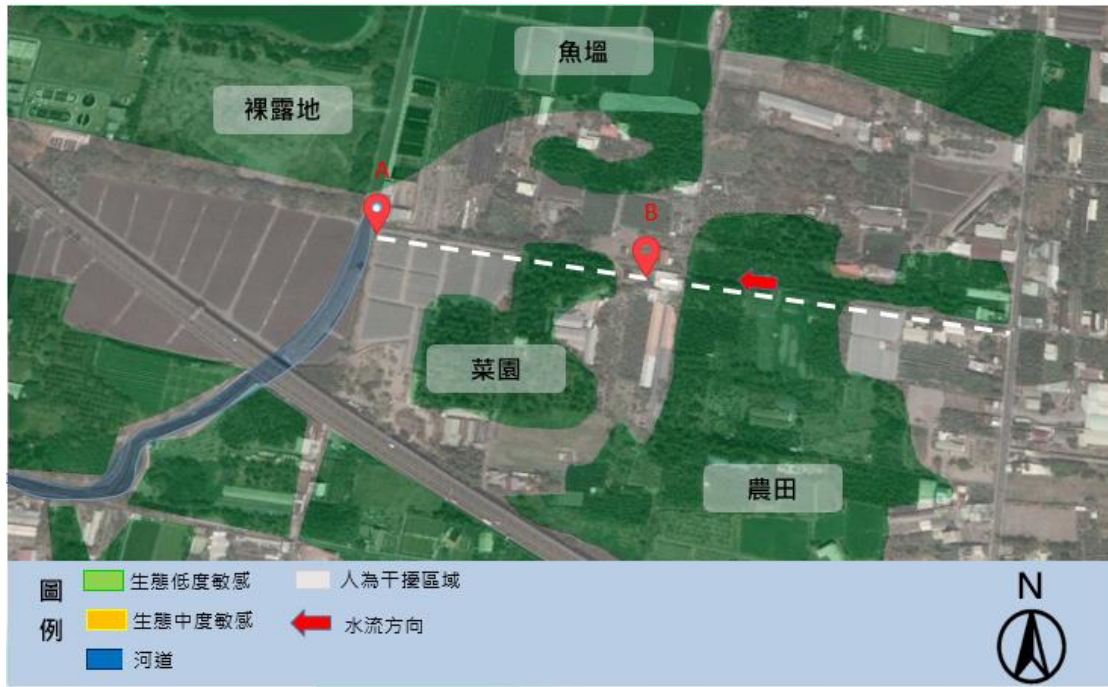 魚塭
裸露地
A
B
菜園
農田
圖例
生態低度敏感
人為干擾區域
生態中度敏感
水流方向
河道
N